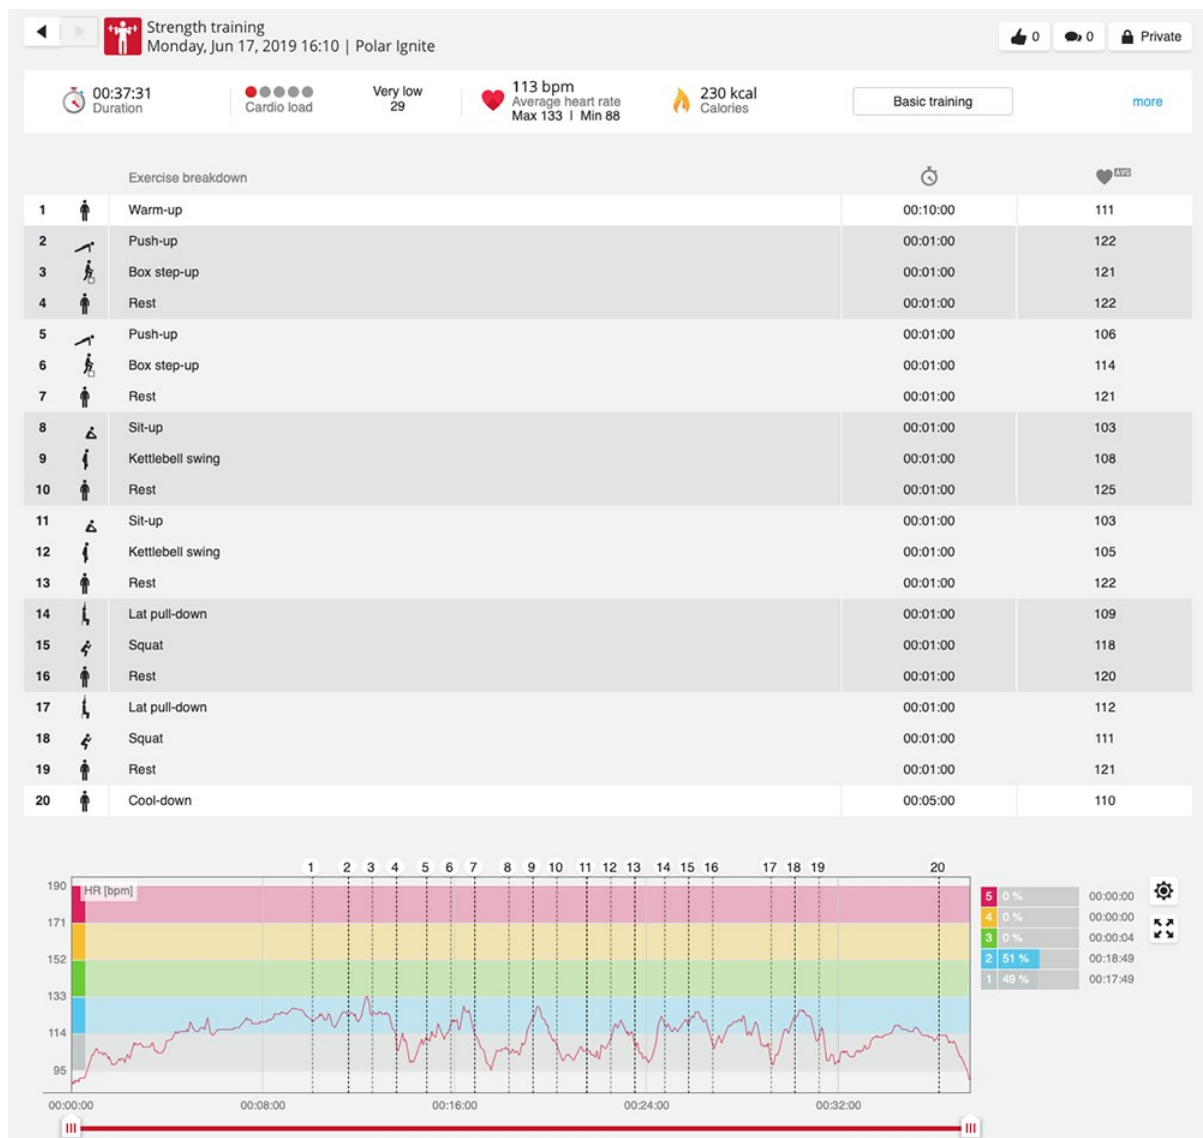 Strength training
Monday, Jun 17, 2019 16:10 | Polar Ignite
0
0
Private
00:37:31
Duration
Cardio load
Very low
29
113 bpm
Average heart rate
Max 133 | Min 88
230 kcal
Calories
Basic training
more
Exercise breakdown AVG
1 Warm-up 00:10:00 111
2 Push-up 00:01:00 122
3 Box step-up 00:01:00 121
4 Rest 00:01:00 122
5 Push-up 00:01:00 106
6 Box step-up 00:01:00 114
7 Rest 00:01:00 121
8 Sit-up 00:01:00 103
9 Kettlebell swing 00:01:00 108
10 Rest 00:01:00 125
11 Sit-up 00:01:00 103
12 Kettlebell swing 00:01:00 105
13 Rest 00:01:00 122
14 Lat pull-down 00:01:00 109
15 Squat 00:01:00 118
16 Rest 00:01:00 120
17 Lat pull-down 00:01:00 112
18 Squat 00:01:00 111
19 Rest 00:01:00 121
20 Cool-down 00:05:00 110
1 2 3 4 5 6 7 8 9 10 11 12 13 14 15 16 17 18 19 20
HR [bpm]
190
171
152
133
114
95
00:00:00 00:08:00 00:16:00 00:24:00 00:32:00
5 0 % 00:00:00
4 0 % 00:00:00
3 0 % 00:00:04
2 51 % 00:18:49
1 49 % 00:17:49